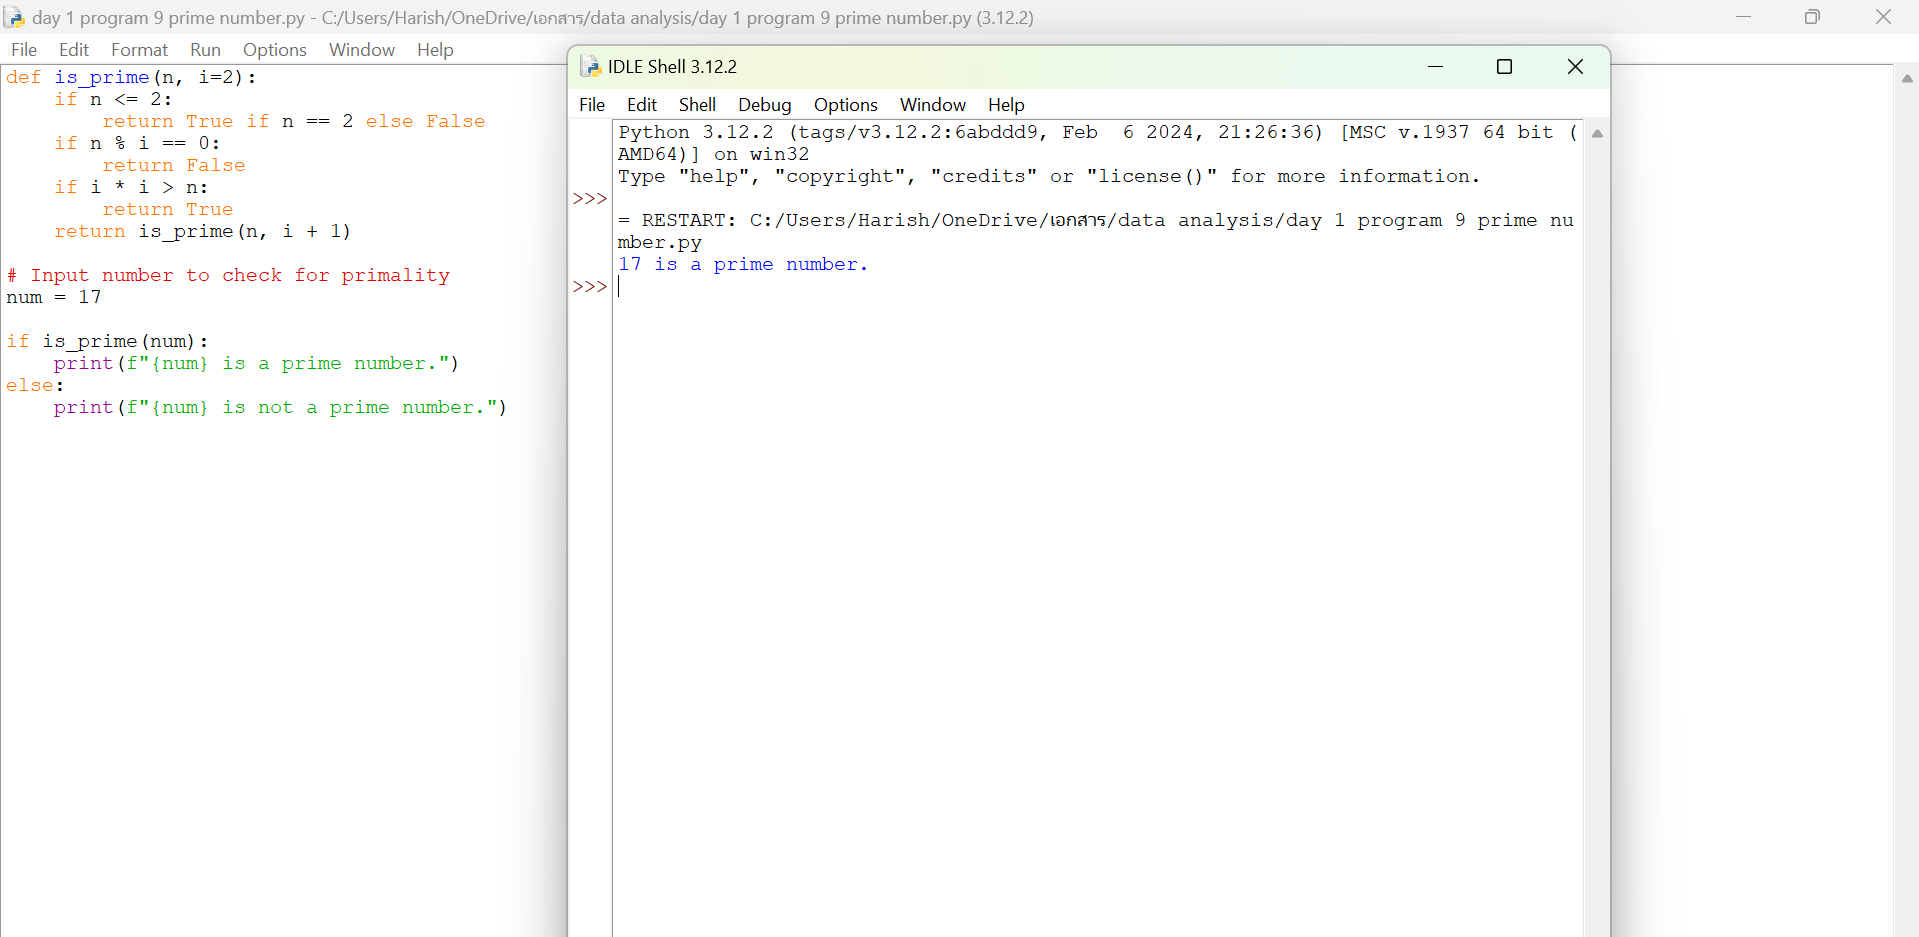 day 1 program 9 prime number.py - C:/Users/Harish/OneDrive/เอกสาร/data analysis/day 1 program 9 prime number.py (3.12.2)
File Edit Format Run Options Window Help
def is_prime(n, i=2):
    if n <= 2:
        return True if n == 2 else False
    if n % i == 0:
        return False
    if i * i > n:
        return True
    return is_prime(n, i + 1)
# Input number to check for primality
num = 17
if is_prime(num):
    print(f"{num} is a prime number.")
else:
    print(f"{num} is not a prime number.")
IDLE Shell 3.12.2
File Edit Shell Debug Options Window Help
Python 3.12.2 (tags/v3.12.2:6abddd9, Feb  6 2024, 21:26:36) [MSC v.1937 64 bit (
AMD64)] on win32
Type "help", "copyright", "credits" or "license()" for more information.
>>>
= RESTART: C:/Users/Harish/OneDrive/เอกสาร/data analysis/day 1 program 9 prime nu
mber.py
17 is a prime number.
>>>